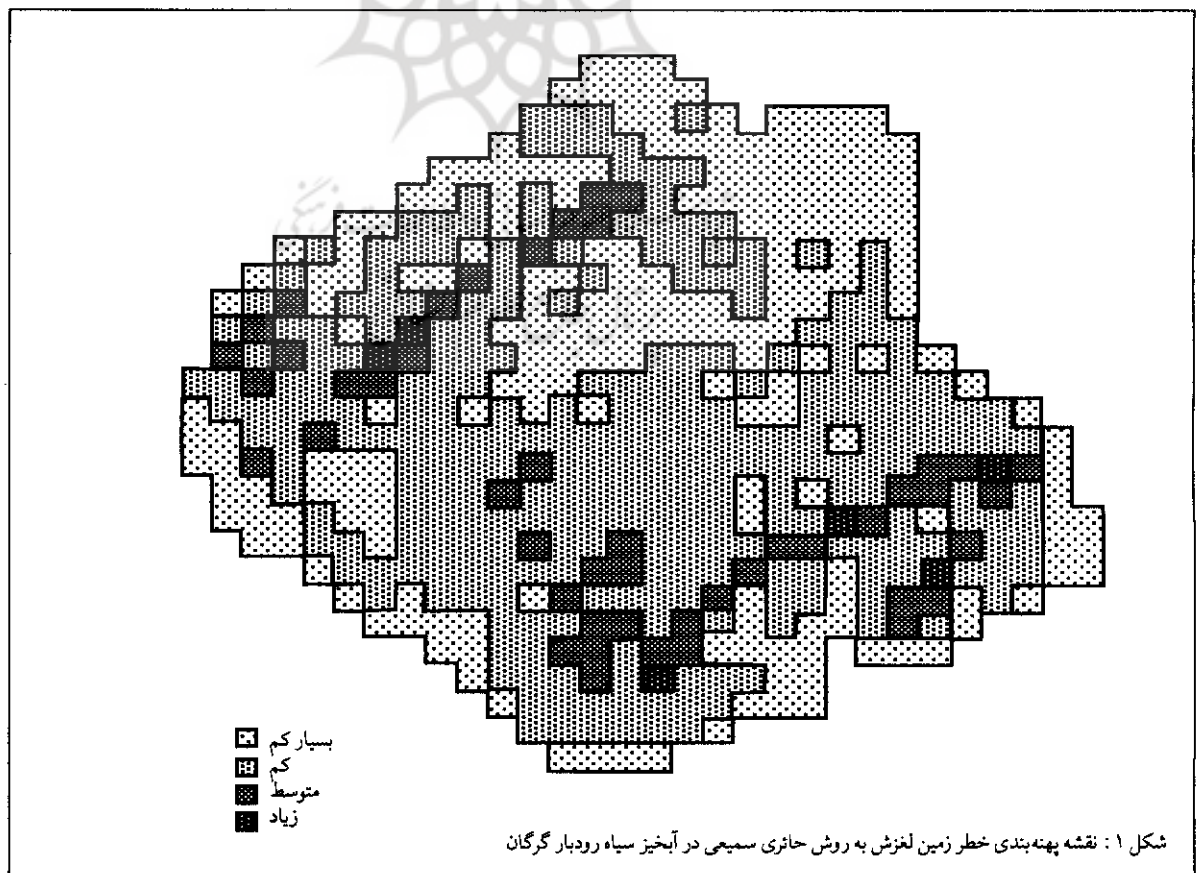 بسیار کم
کم
متوسط
زیاد
شکل ۱ : نقشه پهنه‌بندی خطر زمین لغزش به روش حائری سمیعی در آبخیز سیاه رودبار گرگان